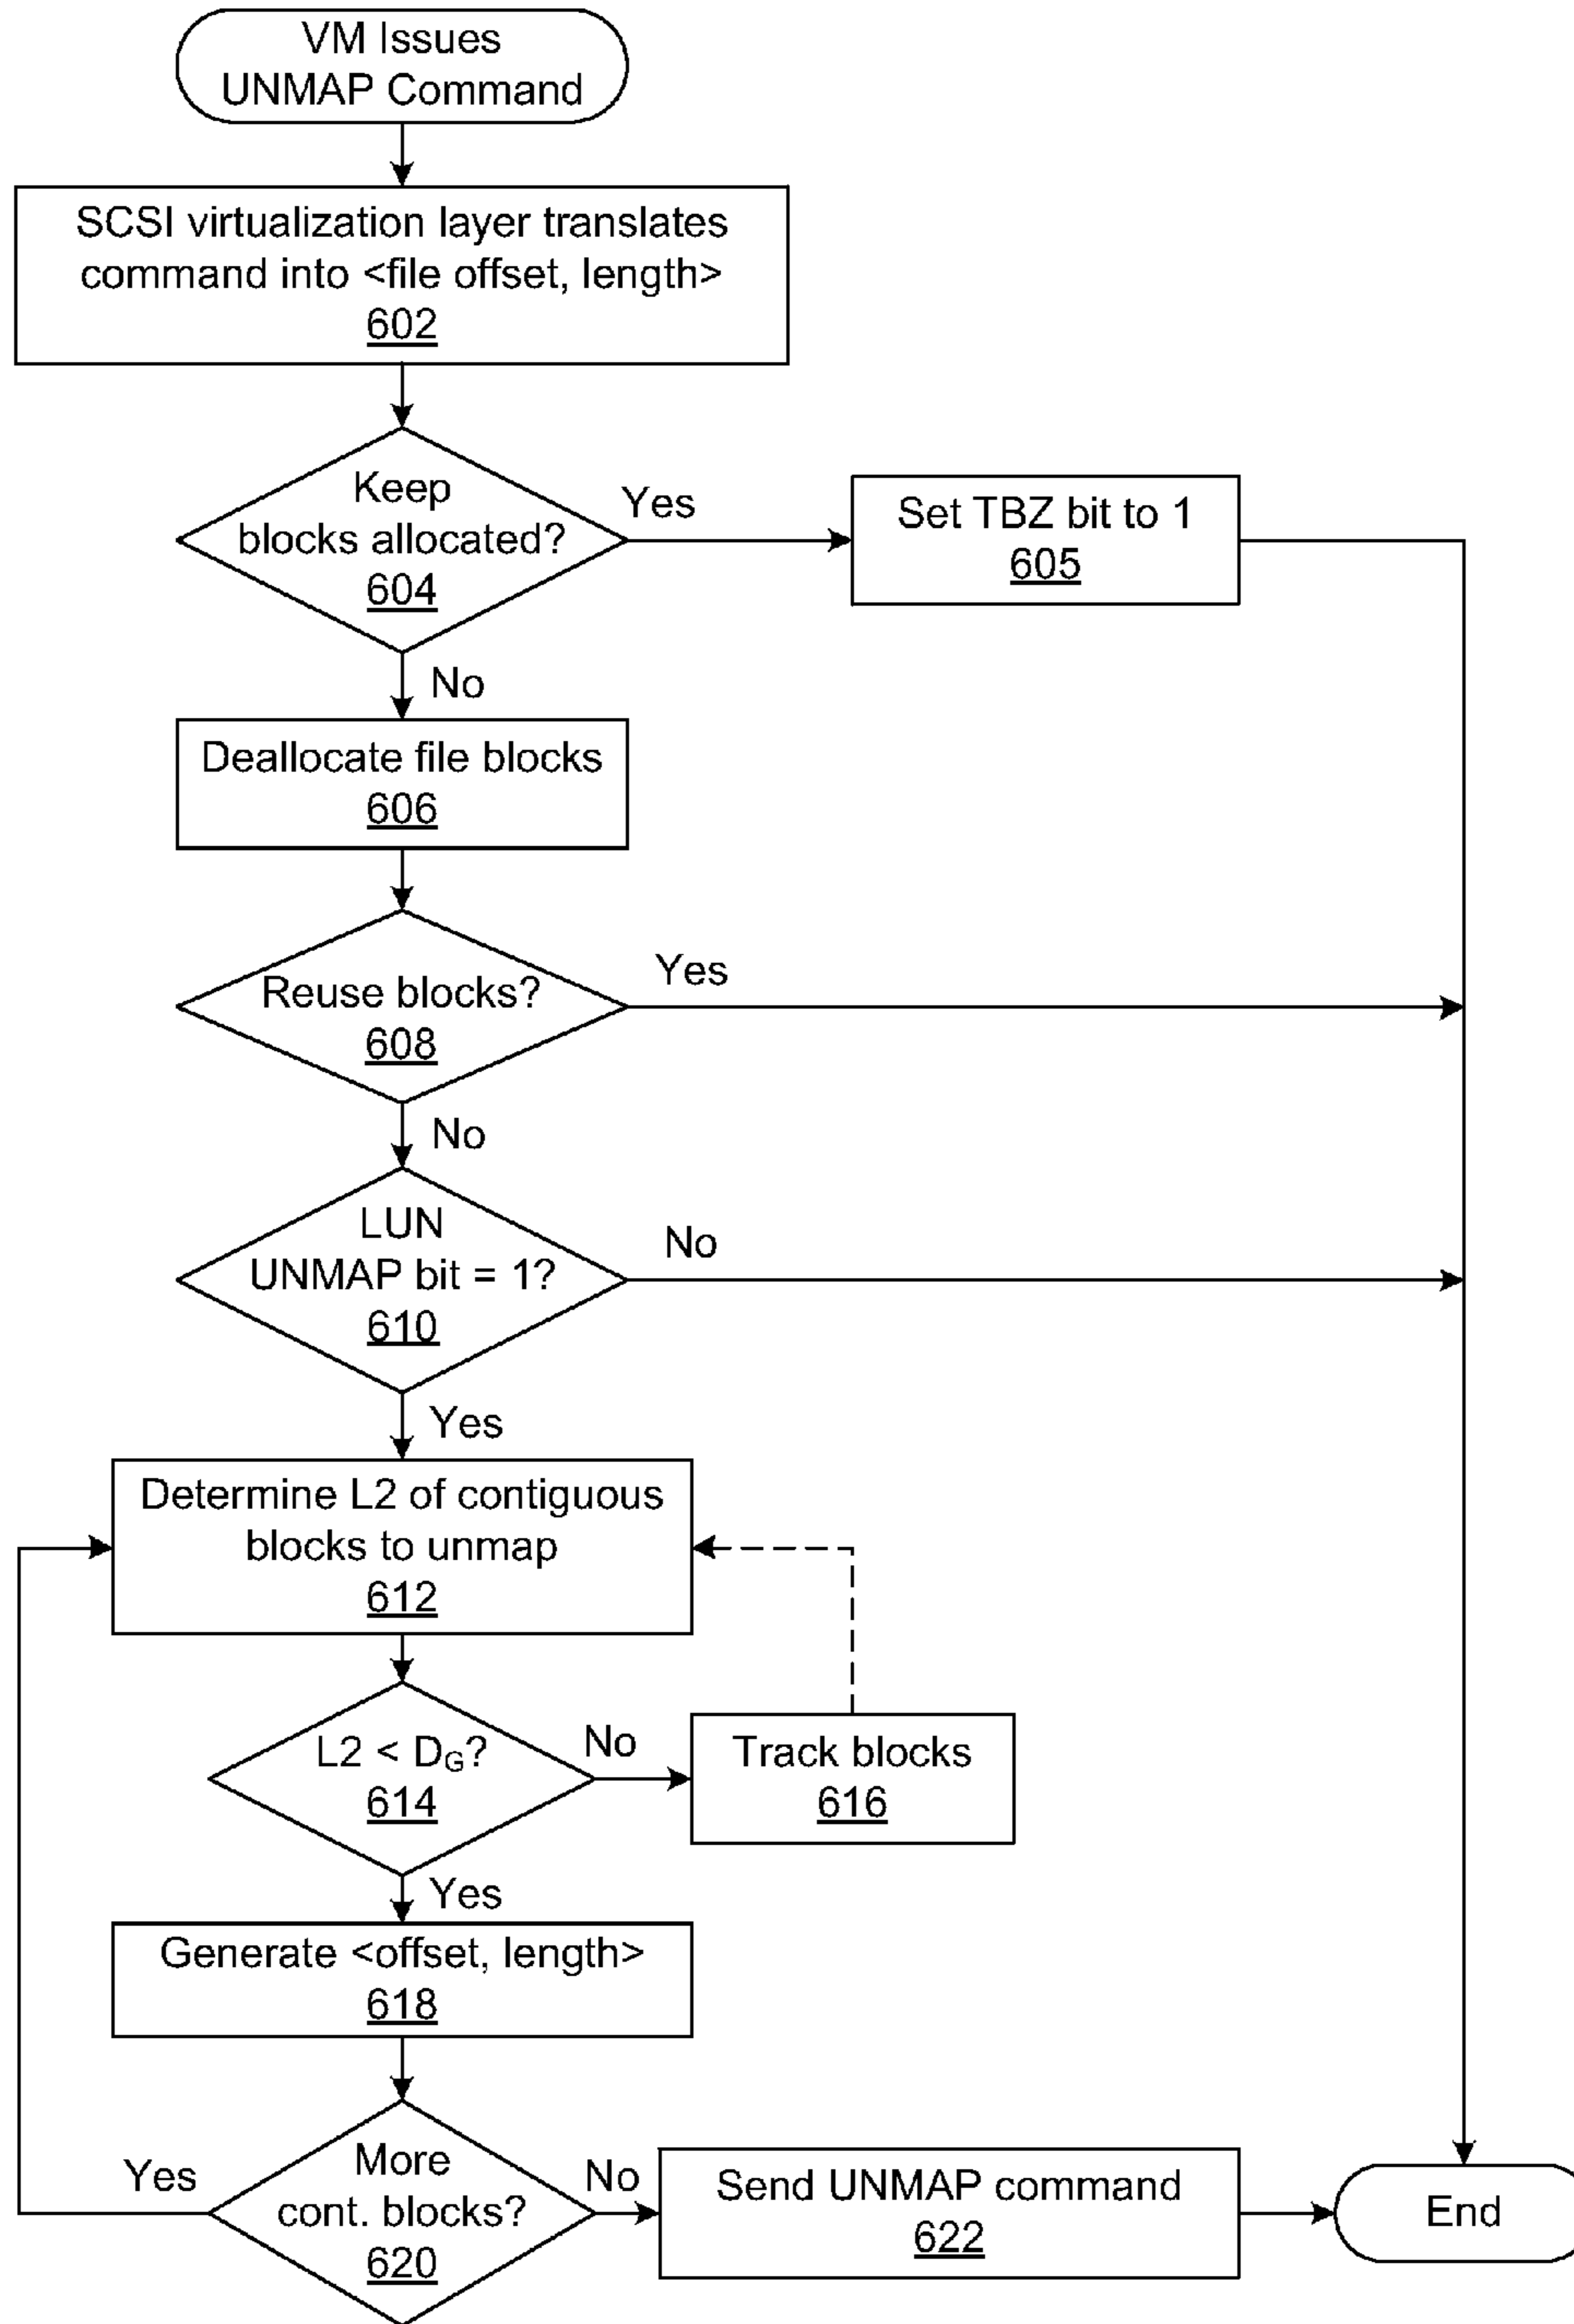 VM Issues
UNMAP Command
SCSI virtualization layer translates
command into <file offset, length>
602
Keep
blocks allocated?
604
Yes
Set TBZ bit to 1
605
No
Deallocate file blocks
606
Reuse blocks?
608
Yes
No
LUN
UNMAP bit = 1?
610
No
Yes
Determine L2 of contiguous
blocks to unmap
612
L2 < D_G?
614
No
Track blocks
616
Yes
Generate <offset, length>
618
More
cont. blocks?
620
Yes
No
Send UNMAP command
622
End